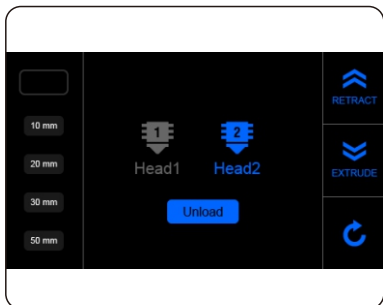 10 mm
20 mm
30 mm
50 mm
1
2
Head1
Head2
Unload
RETRACT
EXTRUDE